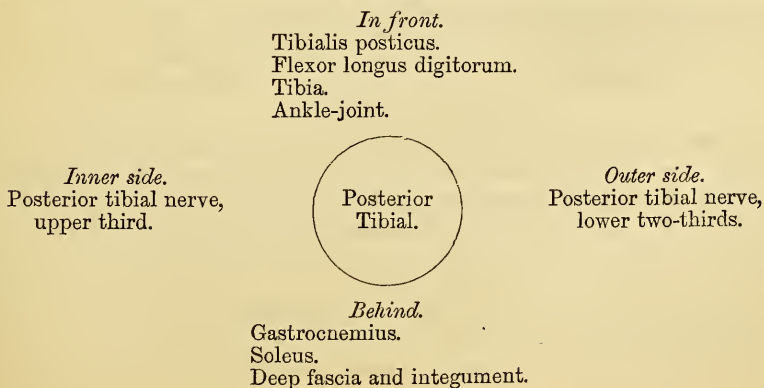 In front.
Tibialis posticus.
Flexor longus digitorum.
Tibia.
Ankle-joint.
Inner side.
Posterior tibial nerve,
upper third.
Posterior
Tibial.
Outer side.
Posterior tibial nerve,
lower two-thirds.
Behind.
Gastrocnemius.
Soleus.
Deep fascia and integument.